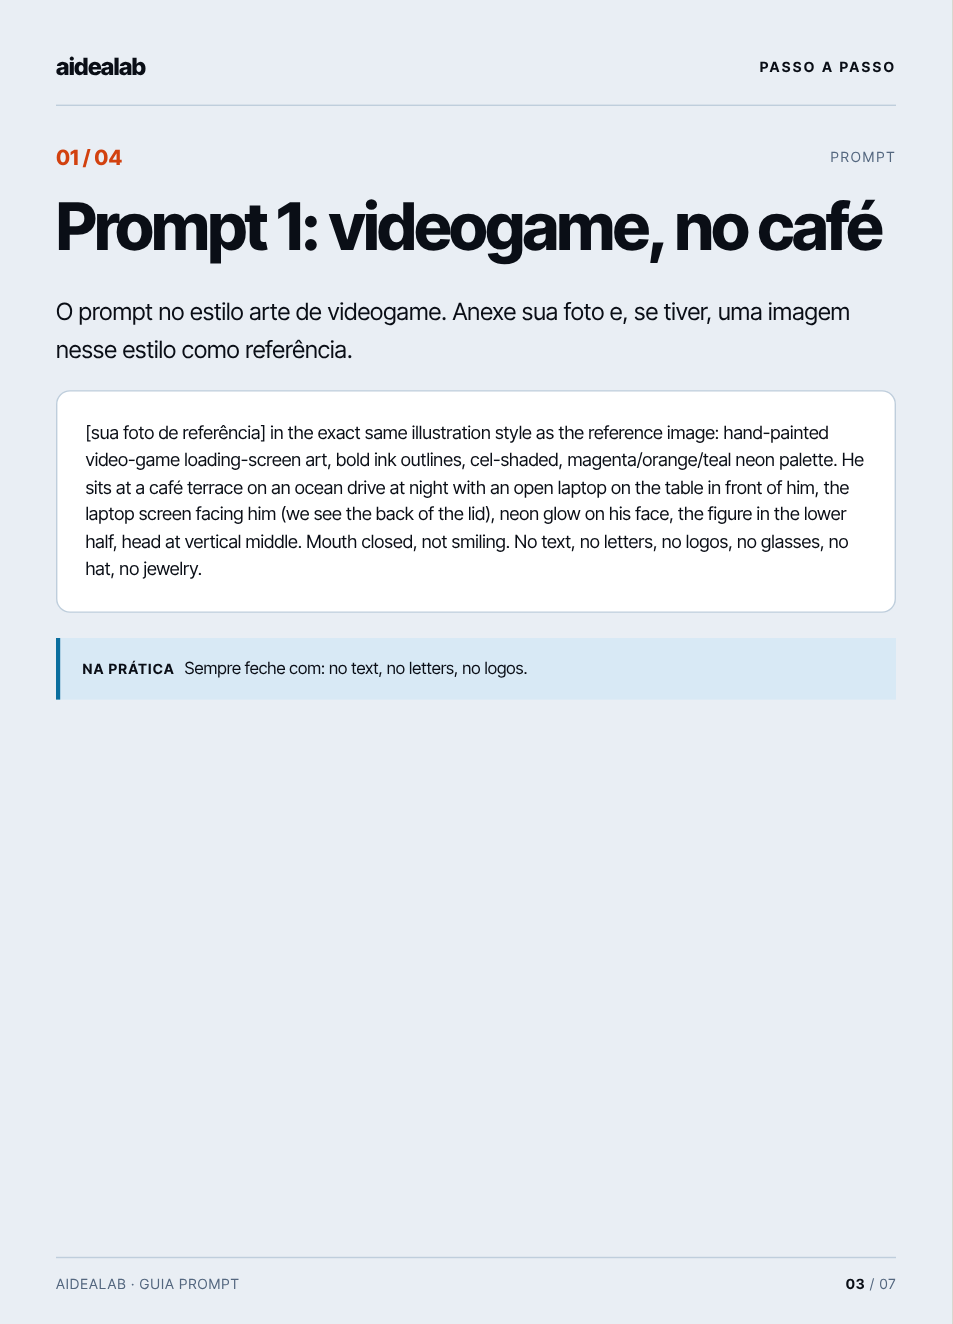 aidealab
PASSO A PASSO
01 / 04
PROMPT
Prompt 1: videogame, no café
O prompt no estilo arte de videogame. Anexe sua foto e, se tiver, uma imagem
nesse estilo como referência.
[sua foto de referência] in the exact same illustration style as the reference image: hand-painted
video-game loading-screen art, bold ink outlines, cel-shaded, magenta/orange/teal neon palette. He
sits at a café terrace on an ocean drive at night with an open laptop on the table in front of him, the
laptop screen facing him (we see the back of the lid), neon glow on his face, the figure in the lower
half, head at vertical middle. Mouth closed, not smiling. No text, no letters, no logos, no glasses, no
hat, no jewelry.
NA PRÁTICA Sempre feche com: no text, no letters, no logos.
AIDEALAB · GUIA PROMPT
03 / 07